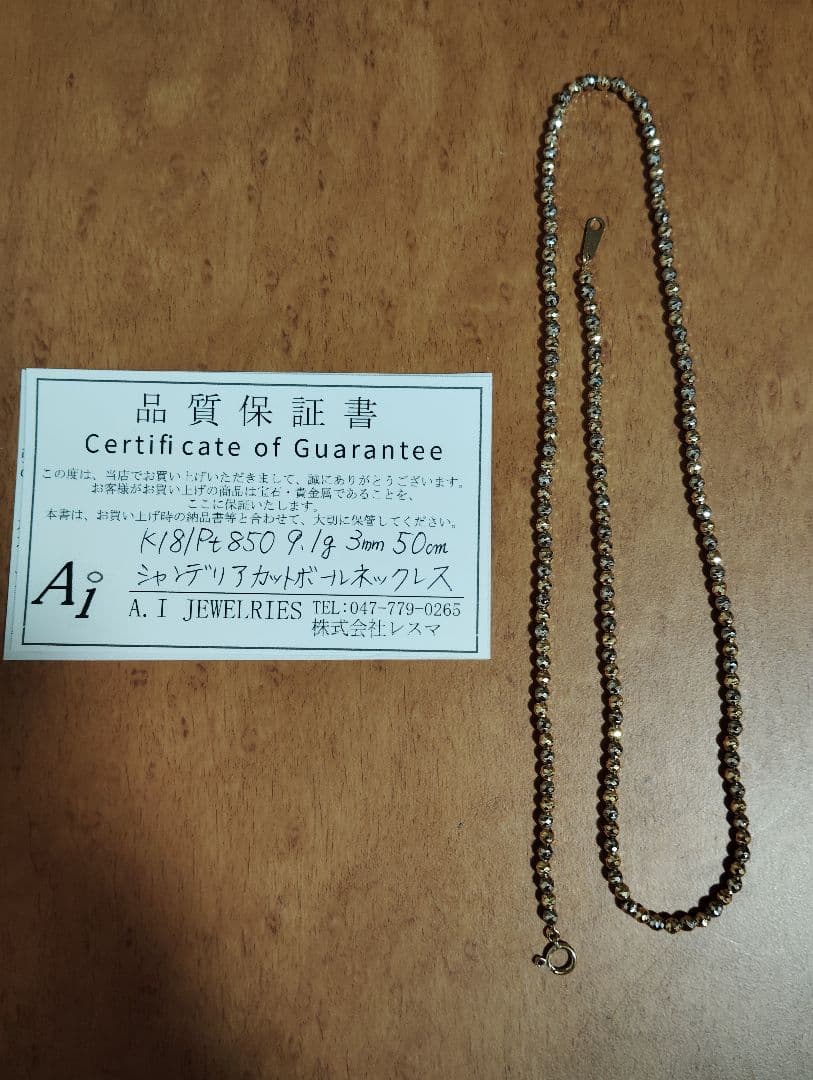 品質保証書
Certificate of Guarantee
この度は、当店でお買い上げいただきまして、誠にありがとうございます。
お客様がお買い上げの商品は宝石・貴金属であることを、
ここに保証いたします。
本書は、お買い上げ時の納品書等と合わせて、大切に保管してください。
K18/Pt850 9.1g 3mm 50cm
シャンデリアカットボールネックレス
Ai
A.I JEWELRIES TEL:047-779-0265
株式会社レスマ